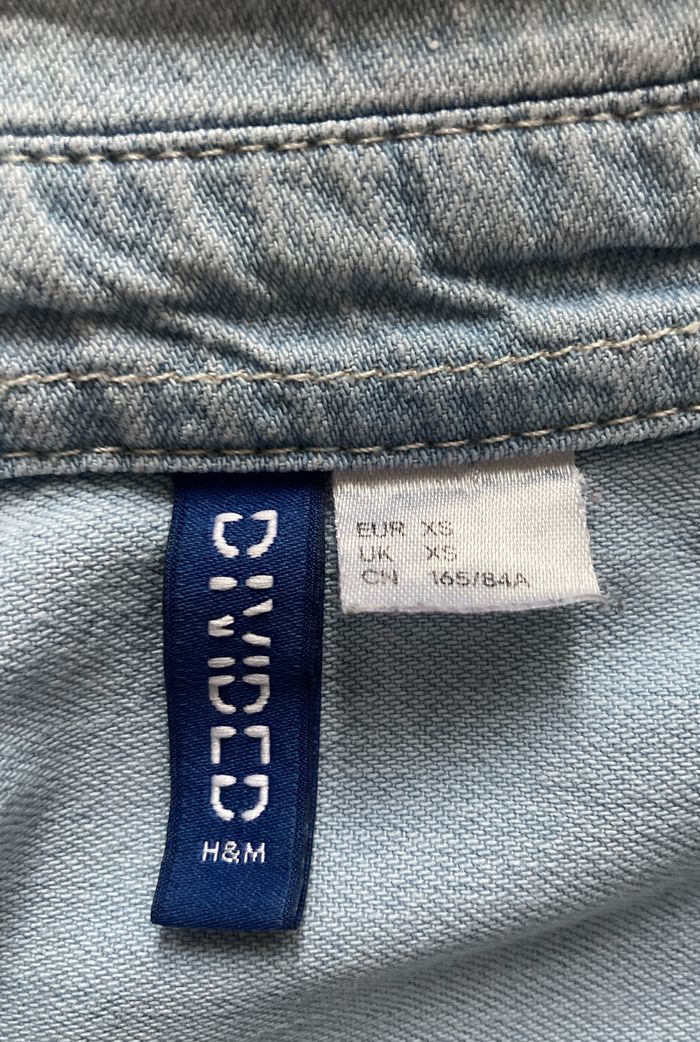 DIVIDED
H&M
EUR XS
UK XS
CN 165/84A